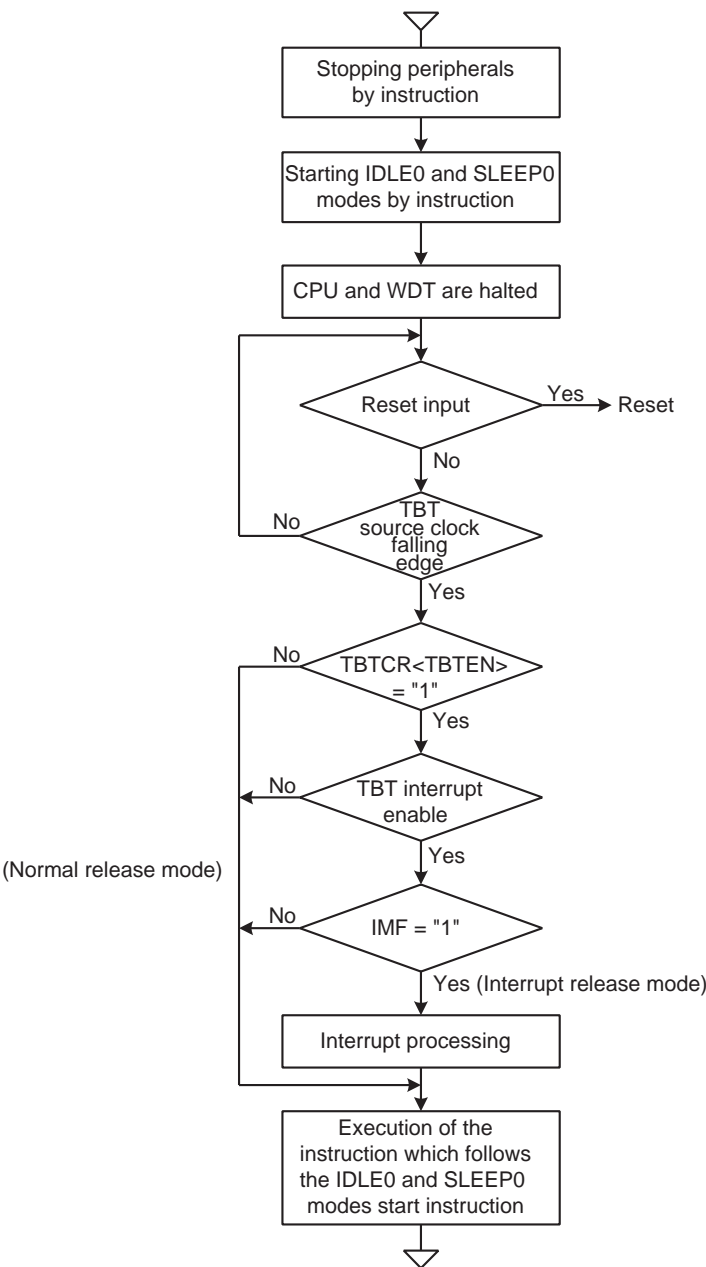 Stopping peripherals
by instruction
Starting IDLE0 and SLEEP0
modes by instruction
CPU and WDT are halted
Reset input
Yes
Reset
No
No
TBT
source clock
falling
edge
Yes
No
TBTCR<TBTEN>
= "1"
Yes
No
TBT interrupt
enable
Yes
(Normal release mode)
No
IMF = "1"
Yes (Interrupt release mode)
Interrupt processing
Execution of the
instruction which follows
the IDLE0 and SLEEP0
modes start instruction